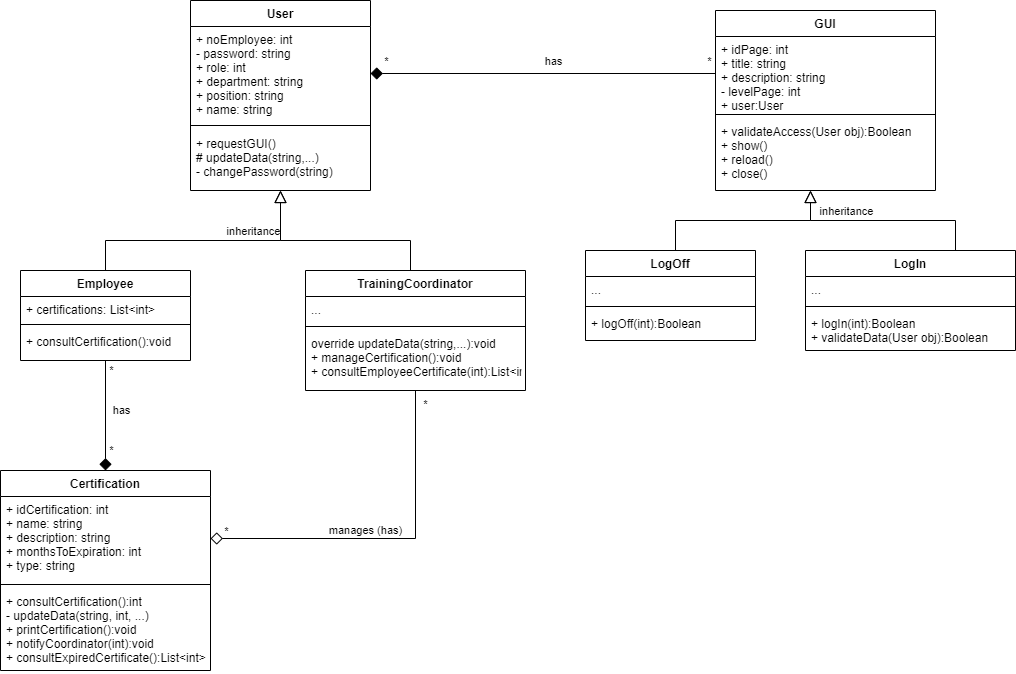 User
+ noEmployee: int
- password: string
+ role: int
+ department: string
+ position: string
+ name: string
+ requestGUI()
# updateData(string,...)
- changePassword(string)
*
has
*
GUI
+ idPage: int
+ title: string
+ description: string
- levelPage: int
+ user:User
+ validateAccess(User obj):Boolean
+ show()
+ reload()
+ close()
inheritance
inheritance
Employee
+ certifications: List<int>
+ consultCertification():void
TrainingCoordinator
...
override updateData(string,...):void
+ manageCertification():void
+ consultEmployeeCertificate(int):List<ir
LogOff
...
+ logOff(int):Boolean
LogIn
...
+ logIn(int):Boolean
+ validateData(User obj):Boolean
*
has
*
*
Certification
+ idCertification: int
+ name: string
+ description: string
+ monthsToExpiration: int
+ type: string
+ consultCertification():int
- updateData(string, int, ...)
+ printCertification():void
+ notifyCoordinator(int):void
+ consultExpiredCertificate():List<int>
*
manages (has)